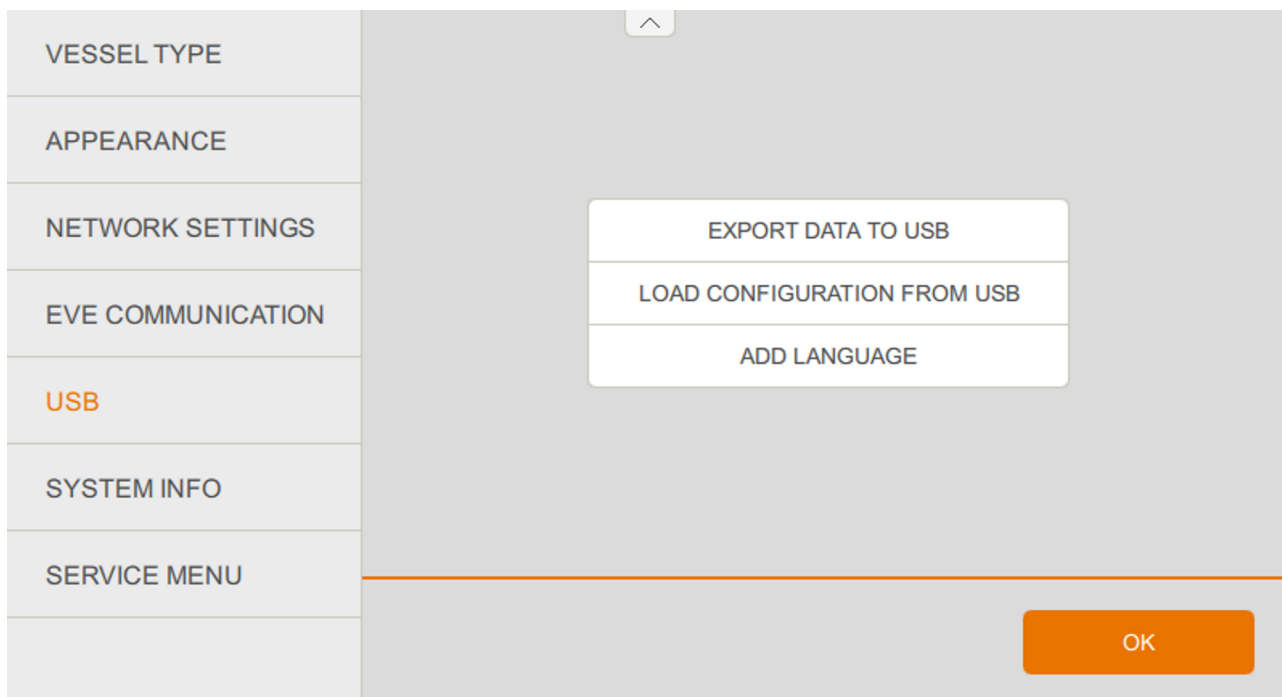 VESSEL TYPE
APPEARANCE
NETWORK SETTINGS
EVE COMMUNICATION
USB
SYSTEM INFO
SERVICE MENU
EXPORT DATA TO USB
LOAD CONFIGURATION FROM USB
ADD LANGUAGE
OK